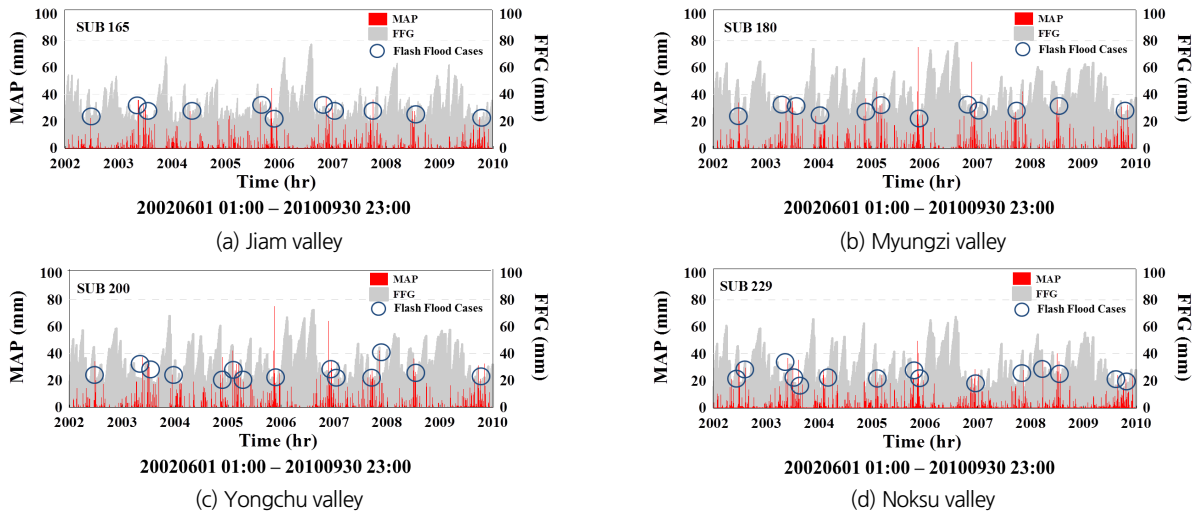 100
80
60
40
20
0
MAP (mm)
SUB 165
MAP
FFG
Flash Flood Cases
100
80
60
40
20
0
FFG (mm)
2002 2003 2004 2005 2006 2007 2008 2009 2010
Time (hr)
20020601 01:00 – 20100930 23:00
(a) Jiam valley
100
80
60
40
20
0
MAP (mm)
SUB 180
MAP
FFG
Flash Flood Cases
100
80
60
40
20
0
FFG (mm)
2002 2003 2004 2005 2006 2007 2008 2009 2010
Time (hr)
20020601 01:00 – 20100930 23:00
(b) Myungzi valley
100
80
60
40
20
0
MAP (mm)
SUB 200
MAP
FFG
Flash Flood Cases
100
80
60
40
20
0
FFG (mm)
2002 2003 2004 2005 2006 2007 2008 2009 2010
Time (hr)
20020601 01:00 – 20100930 23:00
(c) Yongchu valley
100
80
60
40
20
0
MAP (mm)
SUB 229
MAP
FFG
Flash Flood Cases
100
80
60
40
20
0
FFG (mm)
2002 2003 2004 2005 2006 2007 2008 2009 2010
Time (hr)
20020601 01:00 – 20100930 23:00
(d) Noksu valley